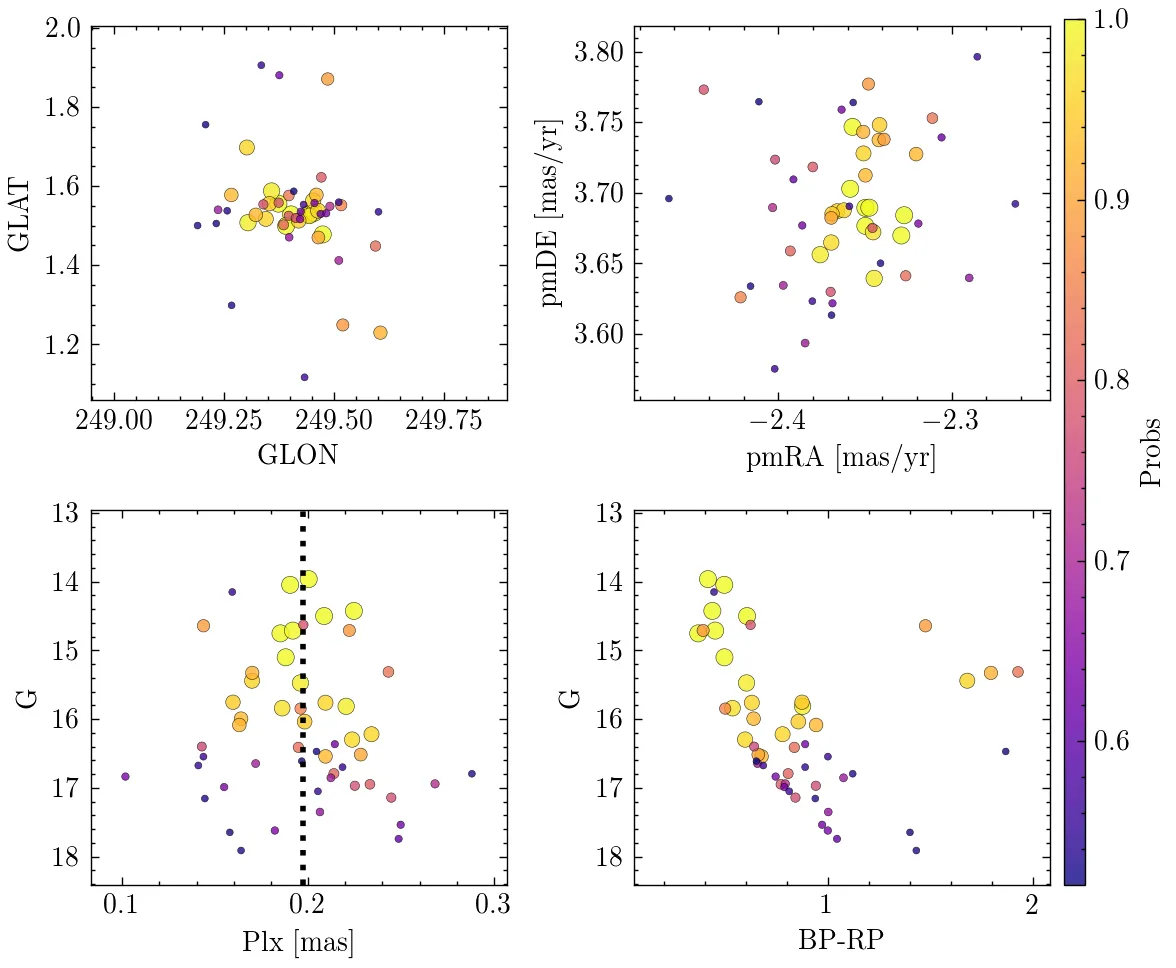 2.0
1.8
1.6
1.4
1.2
GLAT
249.00 249.25 249.50 249.75
GLON
3.80
3.75
3.70
3.65
3.60
pmDE [mas/yr]
−2.4 −2.3
pmRA [mas/yr]
13
14
15
16
17
18
G
0.1 0.2 0.3
Plx [mas]
13
14
15
16
17
18
G
1 2
BP-RP
1.0
0.9
0.8
0.7
0.6
Probs